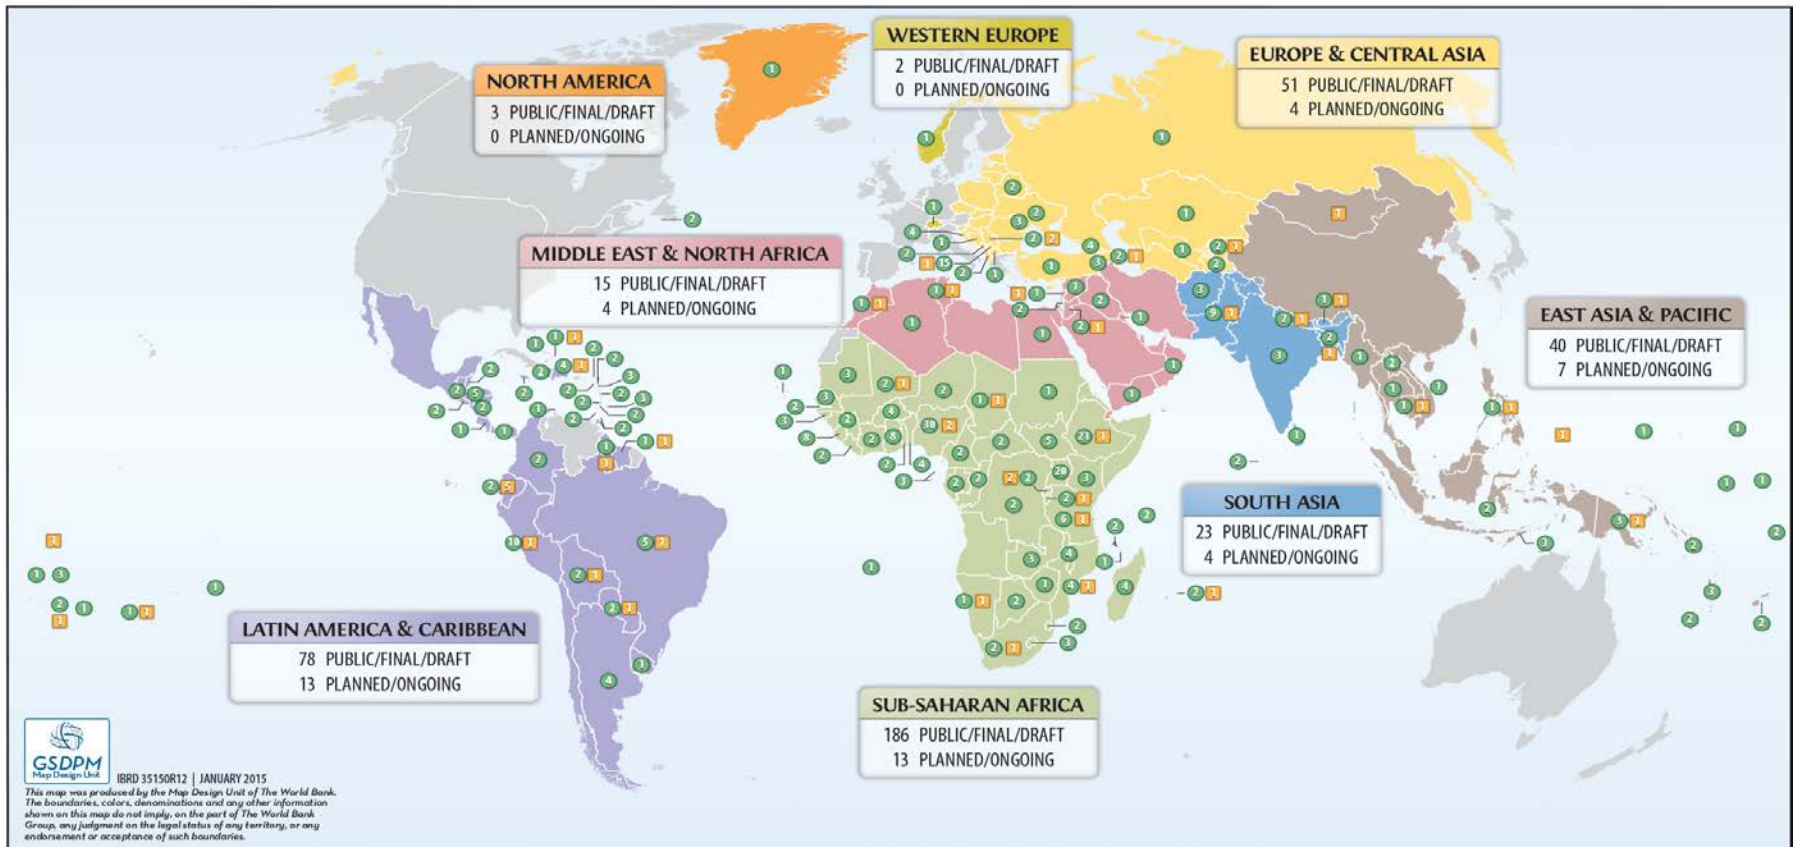 WESTERN EUROPE
2 PUBLIC/FINAL/DRAFT
0 PLANNED/ONGOING
EUROPE & CENTRAL ASIA
51 PUBLIC/FINAL/DRAFT
4 PLANNED/ONGOING
NORTH AMERICA
3 PUBLIC/FINAL/DRAFT
0 PLANNED/ONGOING
MIDDLE EAST & NORTH AFRICA
15 PUBLIC/FINAL/DRAFT
4 PLANNED/ONGOING
EAST ASIA & PACIFIC
40 PUBLIC/FINAL/DRAFT
7 PLANNED/ONGOING
SOUTH ASIA
23 PUBLIC/FINAL/DRAFT
4 PLANNED/ONGOING
LATIN AMERICA & CARIBBEAN
78 PUBLIC/FINAL/DRAFT
13 PLANNED/ONGOING
SUB-SAHARAN AFRICA
186 PUBLIC/FINAL/DRAFT
13 PLANNED/ONGOING
GSDPM
Map Design Unit
IBRD 35150R12 | JANUARY 2015
This map was produced by the Map Design Unit of The World Bank.
The boundaries, colors, denominations and any other information
shown on this map do not imply, on the part of The World Bank
Group, any judgment on the legal status of any territory, or any
endorsement or acceptance of such boundaries.